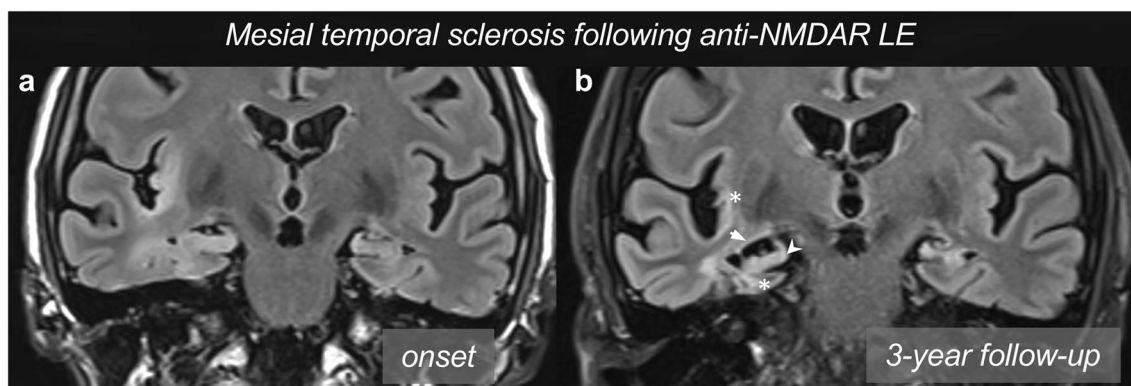 Mesial temporal sclerosis following anti-NMDAR LE
a
b
*
*
onset
3-year follow-up